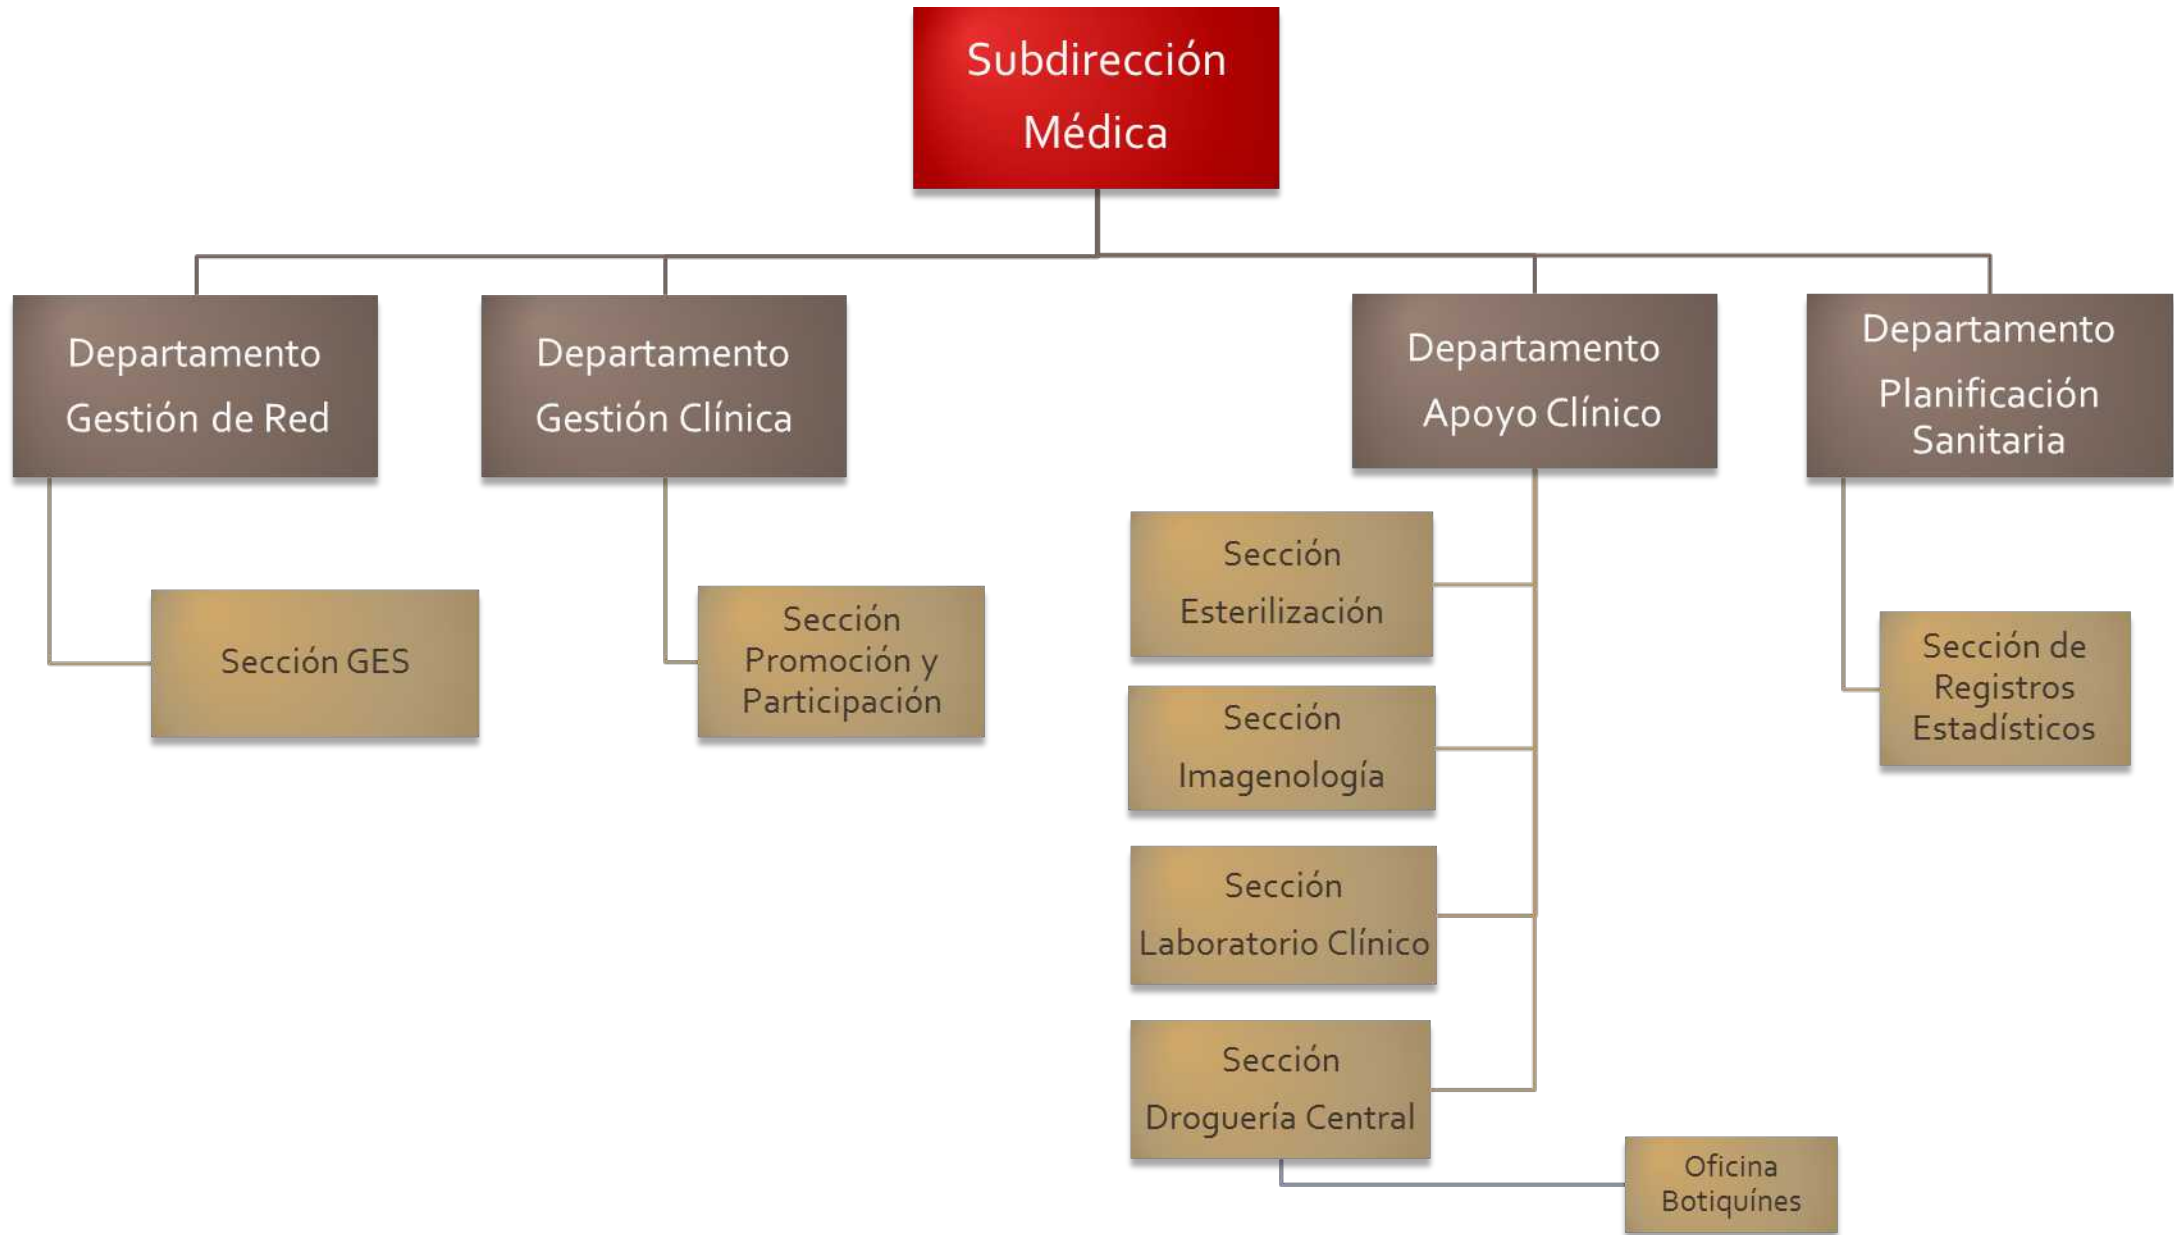 Subdirección
Médica
Departamento
Gestión de Red
Departamento
Gestión Clínica
Departamento
Apoyo Clínico
Departamento
Planificación
Sanitaria
Sección GES
Sección
Promoción y
Participación
Sección
Esterilización
Sección
Imagenología
Sección
Laboratorio Clínico
Sección
Droguería Central
Oficina
Botiquínes
Sección de
Registros
Estadísticos